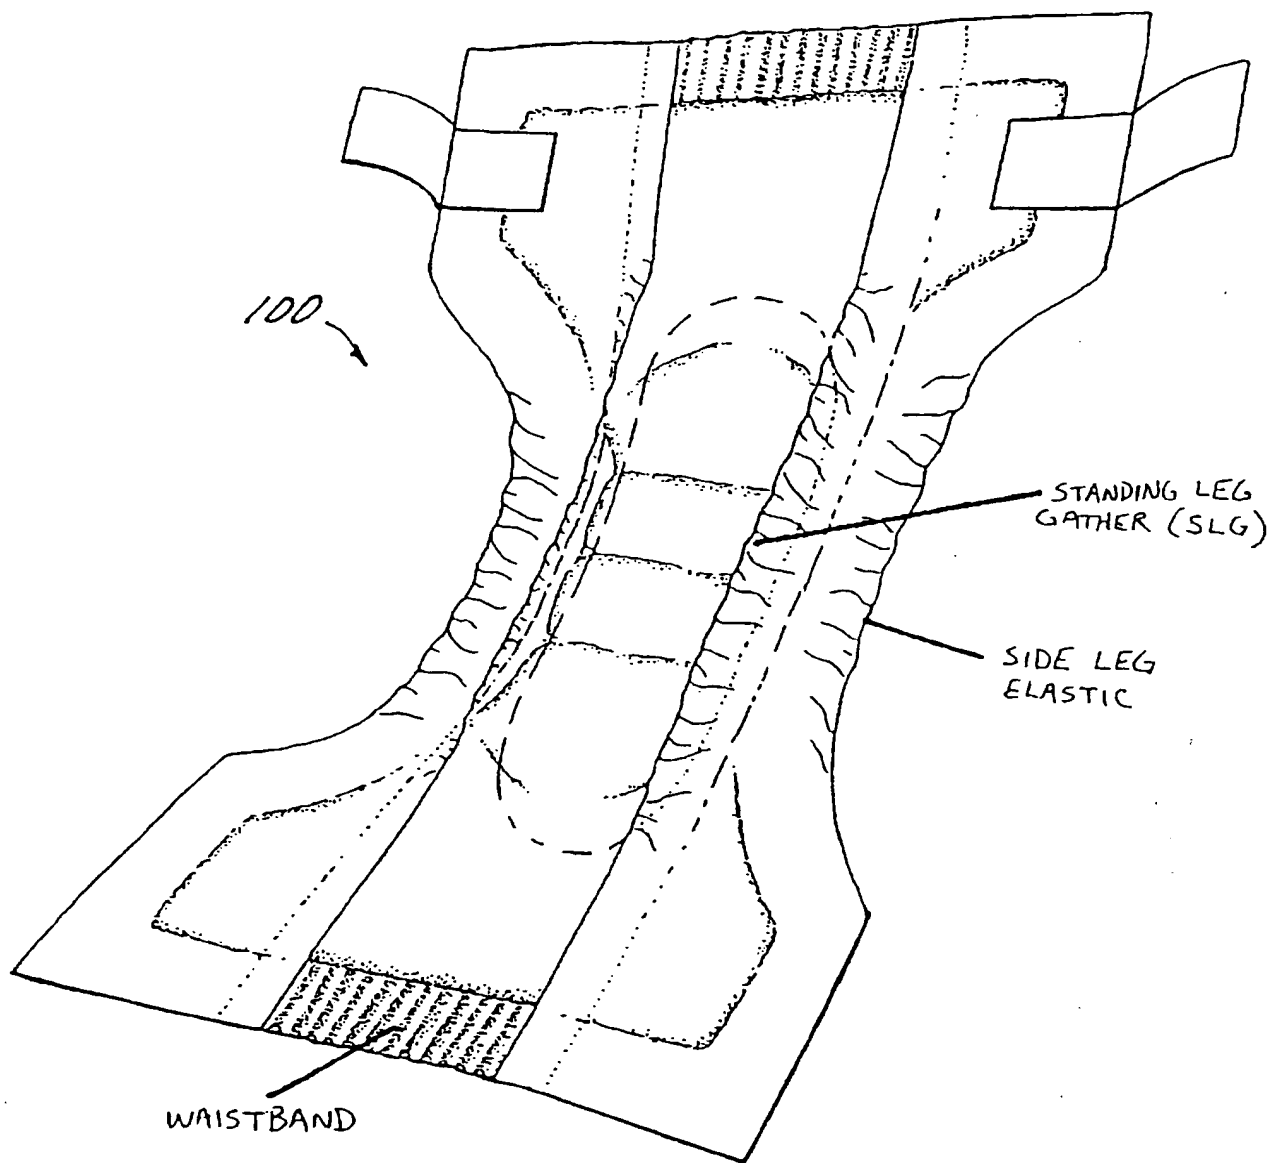 100
STANDING LEG
GATHER (SLG)
SIDE LEG
ELASTIC
WAISTBAND